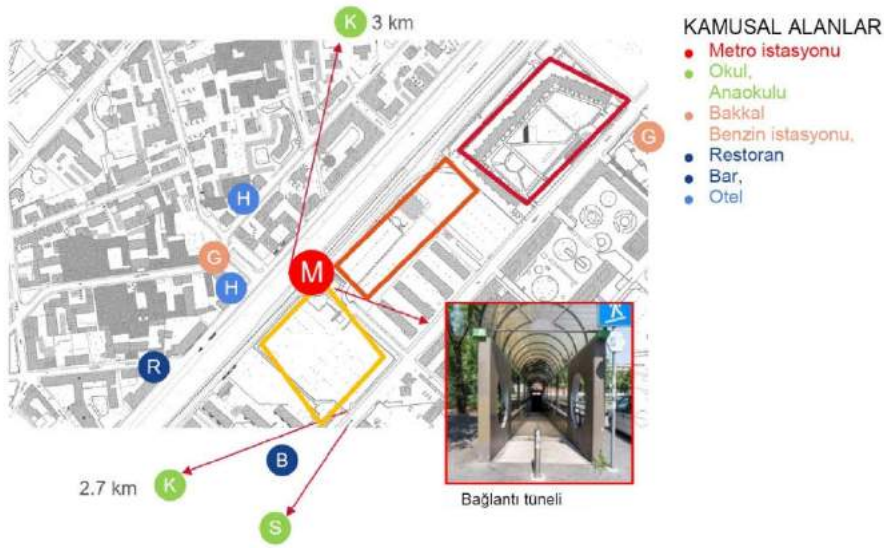 K 3 km
KAMUSAL ALANLAR
Metro istasyonu
Okul,
Anaokulu
Bakkal
Benzin istasyonu,
Restoran
Bar,
Otel
G
H
G
M
H
R
B
2.7 km K
S
Bağlantı tüneli